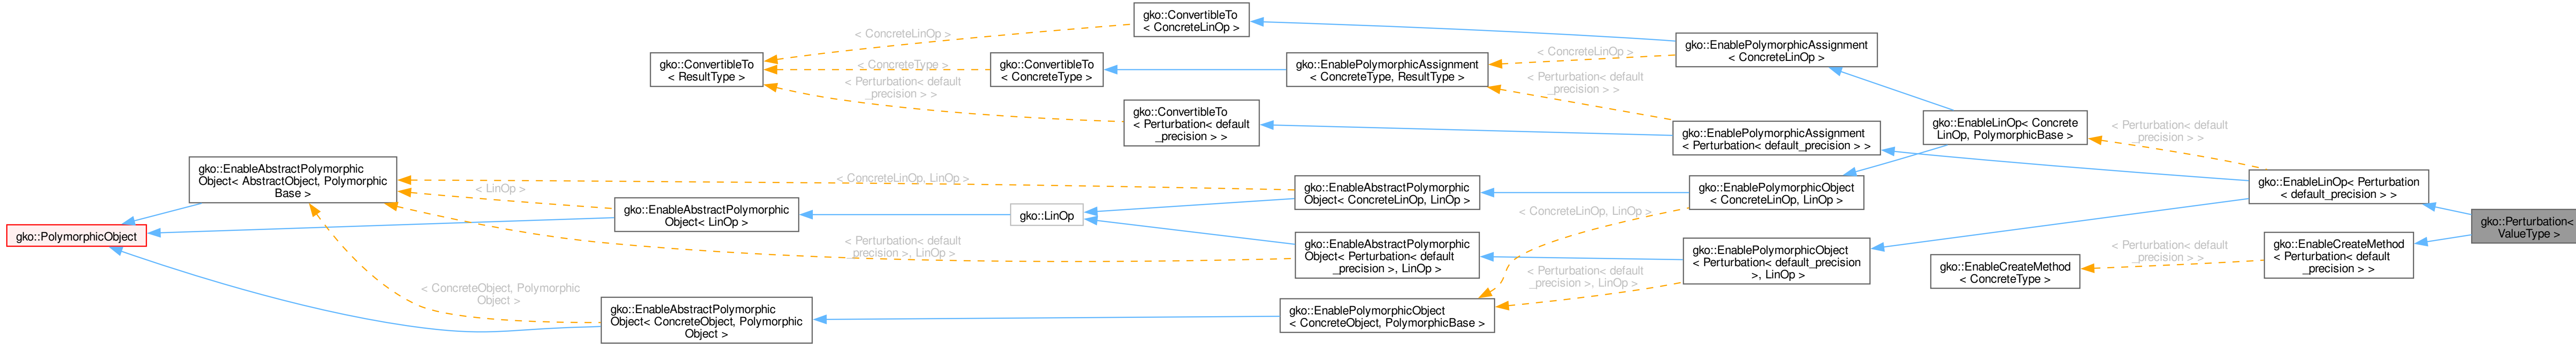 gko::ConvertibleTo
< ConcreteLinOp >
< ConcreteLinOp >
gko::EnablePolymorphicAssignment
< ConcreteLinOp >
< ConcreteLinOp >
gko::ConvertibleTo
< ResultType >
< ConcreteType >
gko::ConvertibleTo
< ConcreteType >
gko::EnablePolymorphicAssignment
< ConcreteType, ResultType >
< Perturbation< default
_precision > >
< Perturbation< default
_precision > >
gko::ConvertibleTo
< Perturbation< default
_precision > >
gko::EnablePolymorphicAssignment
< Perturbation< default_precision > >
gko::EnableLinOp< Concrete
LinOp, PolymorphicBase >
< Perturbation< default
_precision > >
gko::EnableAbstractPolymorphic
Object< AbstractObject, Polymorphic
Base >
< ConcreteLinOp, LinOp >
< LinOp >
gko::EnableAbstractPolymorphic
Object< ConcreteLinOp, LinOp >
gko::EnablePolymorphicObject
< ConcreteLinOp, LinOp >
gko::EnableLinOp< Perturbation
< default_precision > >
gko::EnableAbstractPolymorphic
Object< LinOp >
gko::LinOp
< ConcreteLinOp, LinOp >
gko::Perturbation<
ValueType >
gko::PolymorphicObject
< Perturbation< default
_precision >, LinOp >
gko::EnableAbstractPolymorphic
Object< Perturbation< default
_precision >, LinOp >
gko::EnablePolymorphicObject
< Perturbation< default_precision
>, LinOp >
< Perturbation< default
_precision > >
gko::EnableCreateMethod
< Perturbation< default
_precision > >
gko::EnableCreateMethod
< ConcreteType >
< Perturbation< default
_precision >, LinOp >
< ConcreteObject, Polymorphic
Object >
gko::EnableAbstractPolymorphic
Object< ConcreteObject, Polymorphic
Object >
gko::EnablePolymorphicObject
< ConcreteObject, PolymorphicBase >